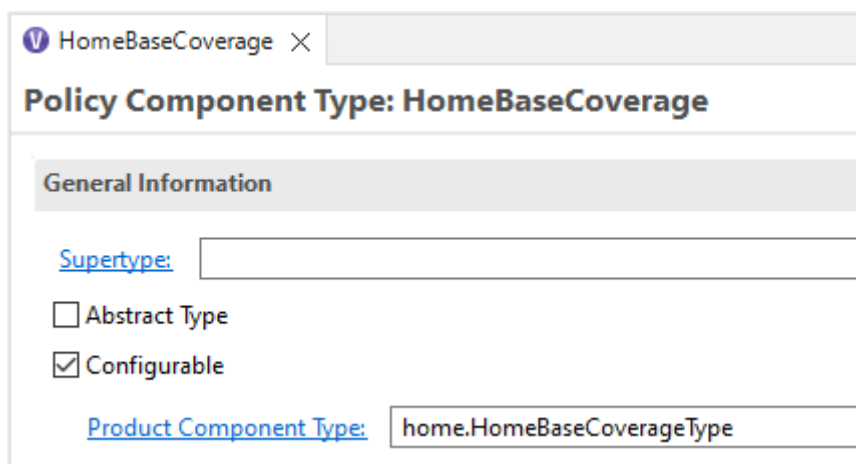 V HomeBaseCoverage
Policy Component Type: HomeBaseCoverage
General Information
Supertype:
Abstract Type
Configurable
Product Component Type: home.HomeBaseCoverageType